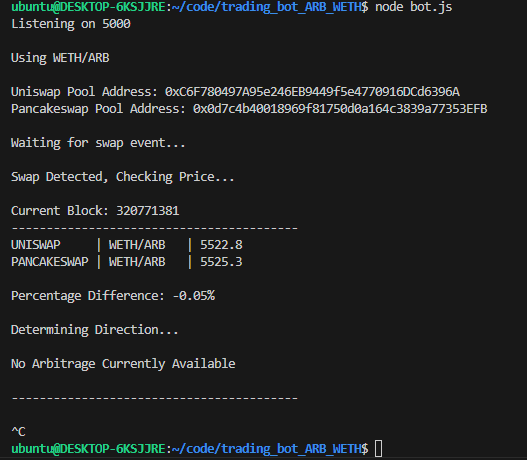 ubuntu@DESKTOP-6KSJJRE:~/code/trading_bot_ARB_WETH$ node bot.js
Listening on 5000
Using WETH/ARB
Uniswap Pool Address: 0xC6F780497A95e246EB9449f5e4770916DCd6396A
Pancakeswap Pool Address: 0x0d7c4b40018969f81750d0a164c3839a77353EFB
Waiting for swap event...
Swap Detected, Checking Price...
Current Block: 320771381
-----------------------------------------
UNISWAP     | WETH/ARB   | 5522.8
PANCAKESWAP | WETH/ARB   | 5525.3
Percentage Difference: -0.05%
Determining Direction...
No Arbitrage Currently Available
-----------------------------------------
^C
ubuntu@DESKTOP-6KSJJRE:~/code/trading_bot_ARB_WETH$